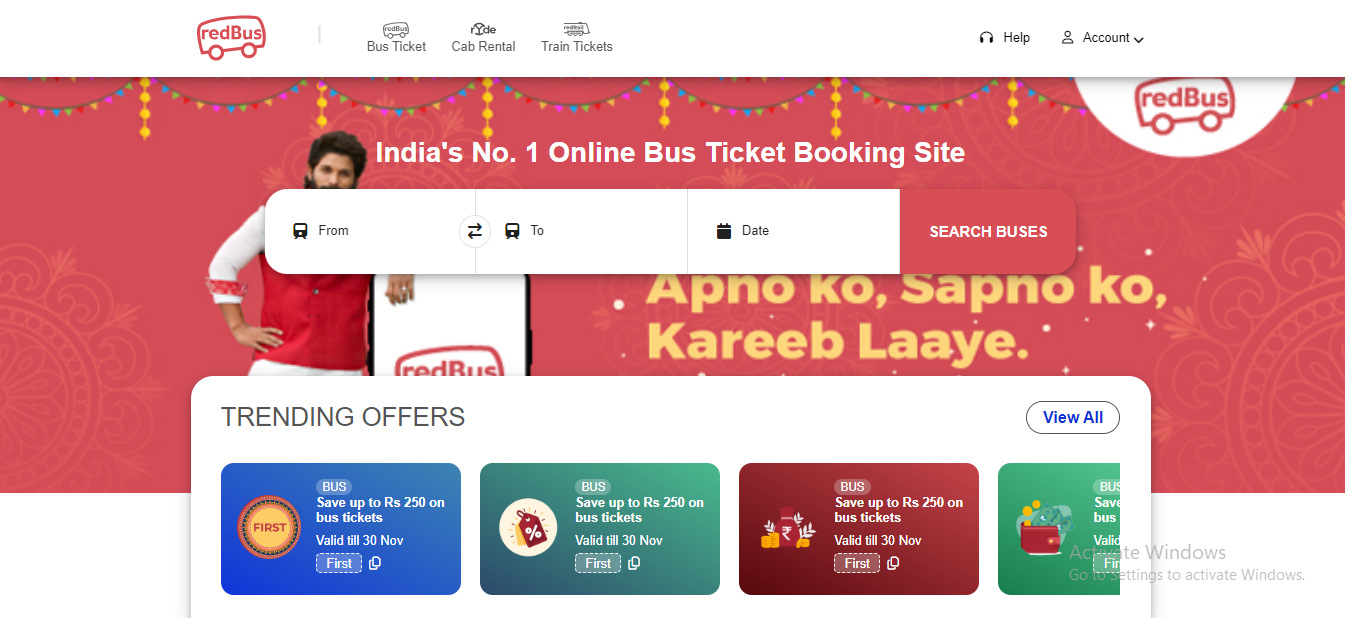 redBus
redBus
Bus Ticket
ryde
Cab Rental
redRail
Train Tickets
Help
Account
redBus
India's No. 1 Online Bus Ticket Booking Site
From
To
Date
SEARCH BUSES
Apno ko, Sapno ko,
Kareeb Laaye.
redBus
TRENDING OFFERS
View All
FIRST
BUS
Save up to Rs 250 on
bus tickets
Valid till 30 Nov
First
%
BUS
Save up to Rs 250 on
bus tickets
Valid till 30 Nov
First
₹
BUS
Save up to Rs 250 on
bus tickets
Valid till 30 Nov
First
BUS
Save
bus
Valid
Fir
Activate Windows
Go to Settings to activate Windows.